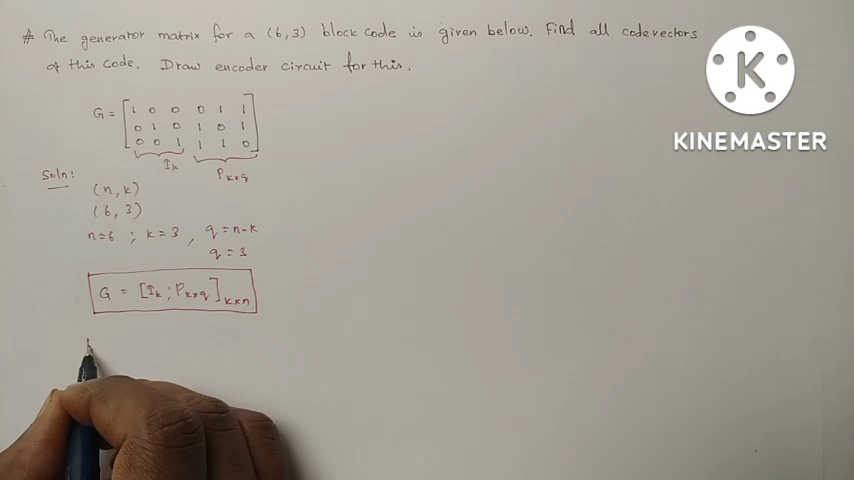 # The generator matrix for a (6,3) block code is given below. Find all codevectors
of this code. Draw encoder circuit for this.
K
KINEMASTER
G = [ 1 0 0 0 1 1
0 1 0 1 0 1
0 0 1 1 1 0 ]
Ik Pk×q
Soln:
(n, k)
(6, 3)
n=6 ; k=3 , q=n-k
q=3
G = [Ik ; Pk×q]k×n